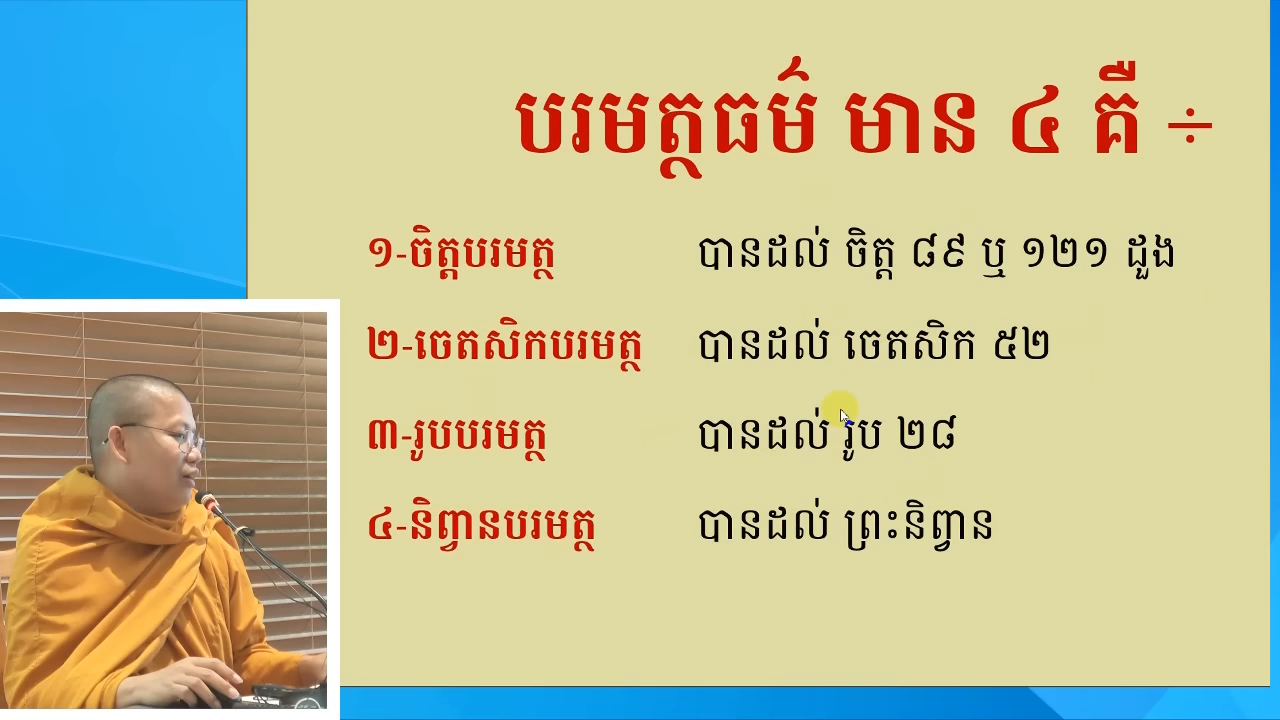 បរមត្ថធម៌ មាន ៤ គឺ ÷
១-ចិត្តបរមត្ថ បានដល់ ចិត្ត ៨៩ ឬ ១២១ ដួង
២-ចេតសិកបរមត្ថ បានដល់ ចេតសិក ៥២
៣-រូបបរមត្ថ បានដល់ រូប ២៨
៤-និព្វានបរមត្ថ បានដល់ ព្រះនិព្វាន